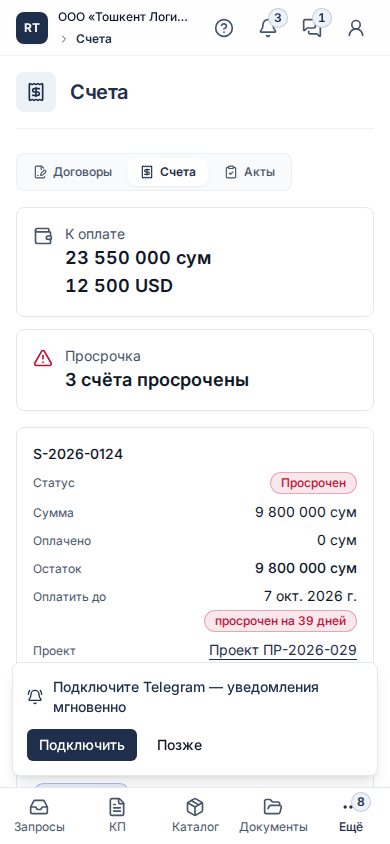 RT
ООО «Тошкент Логи...
Счета
3
1
Счета
Договоры
Счета
Акты
К оплате
23 550 000 сум
12 500 USD
Просрочка
3 счёта просрочены
S-2026-0124
Статус
Просрочен
Сумма
9 800 000 сум
Оплачено
0 сум
Остаток
9 800 000 сум
Оплатить до
7 окт. 2026 г.
просрочен на 39 дней
Проект
Проект ПР-2026-029
Подключите Telegram — уведомления
мгновенно
Подключить
Позже
Запросы
КП
Каталог
Документы
8
Ещё